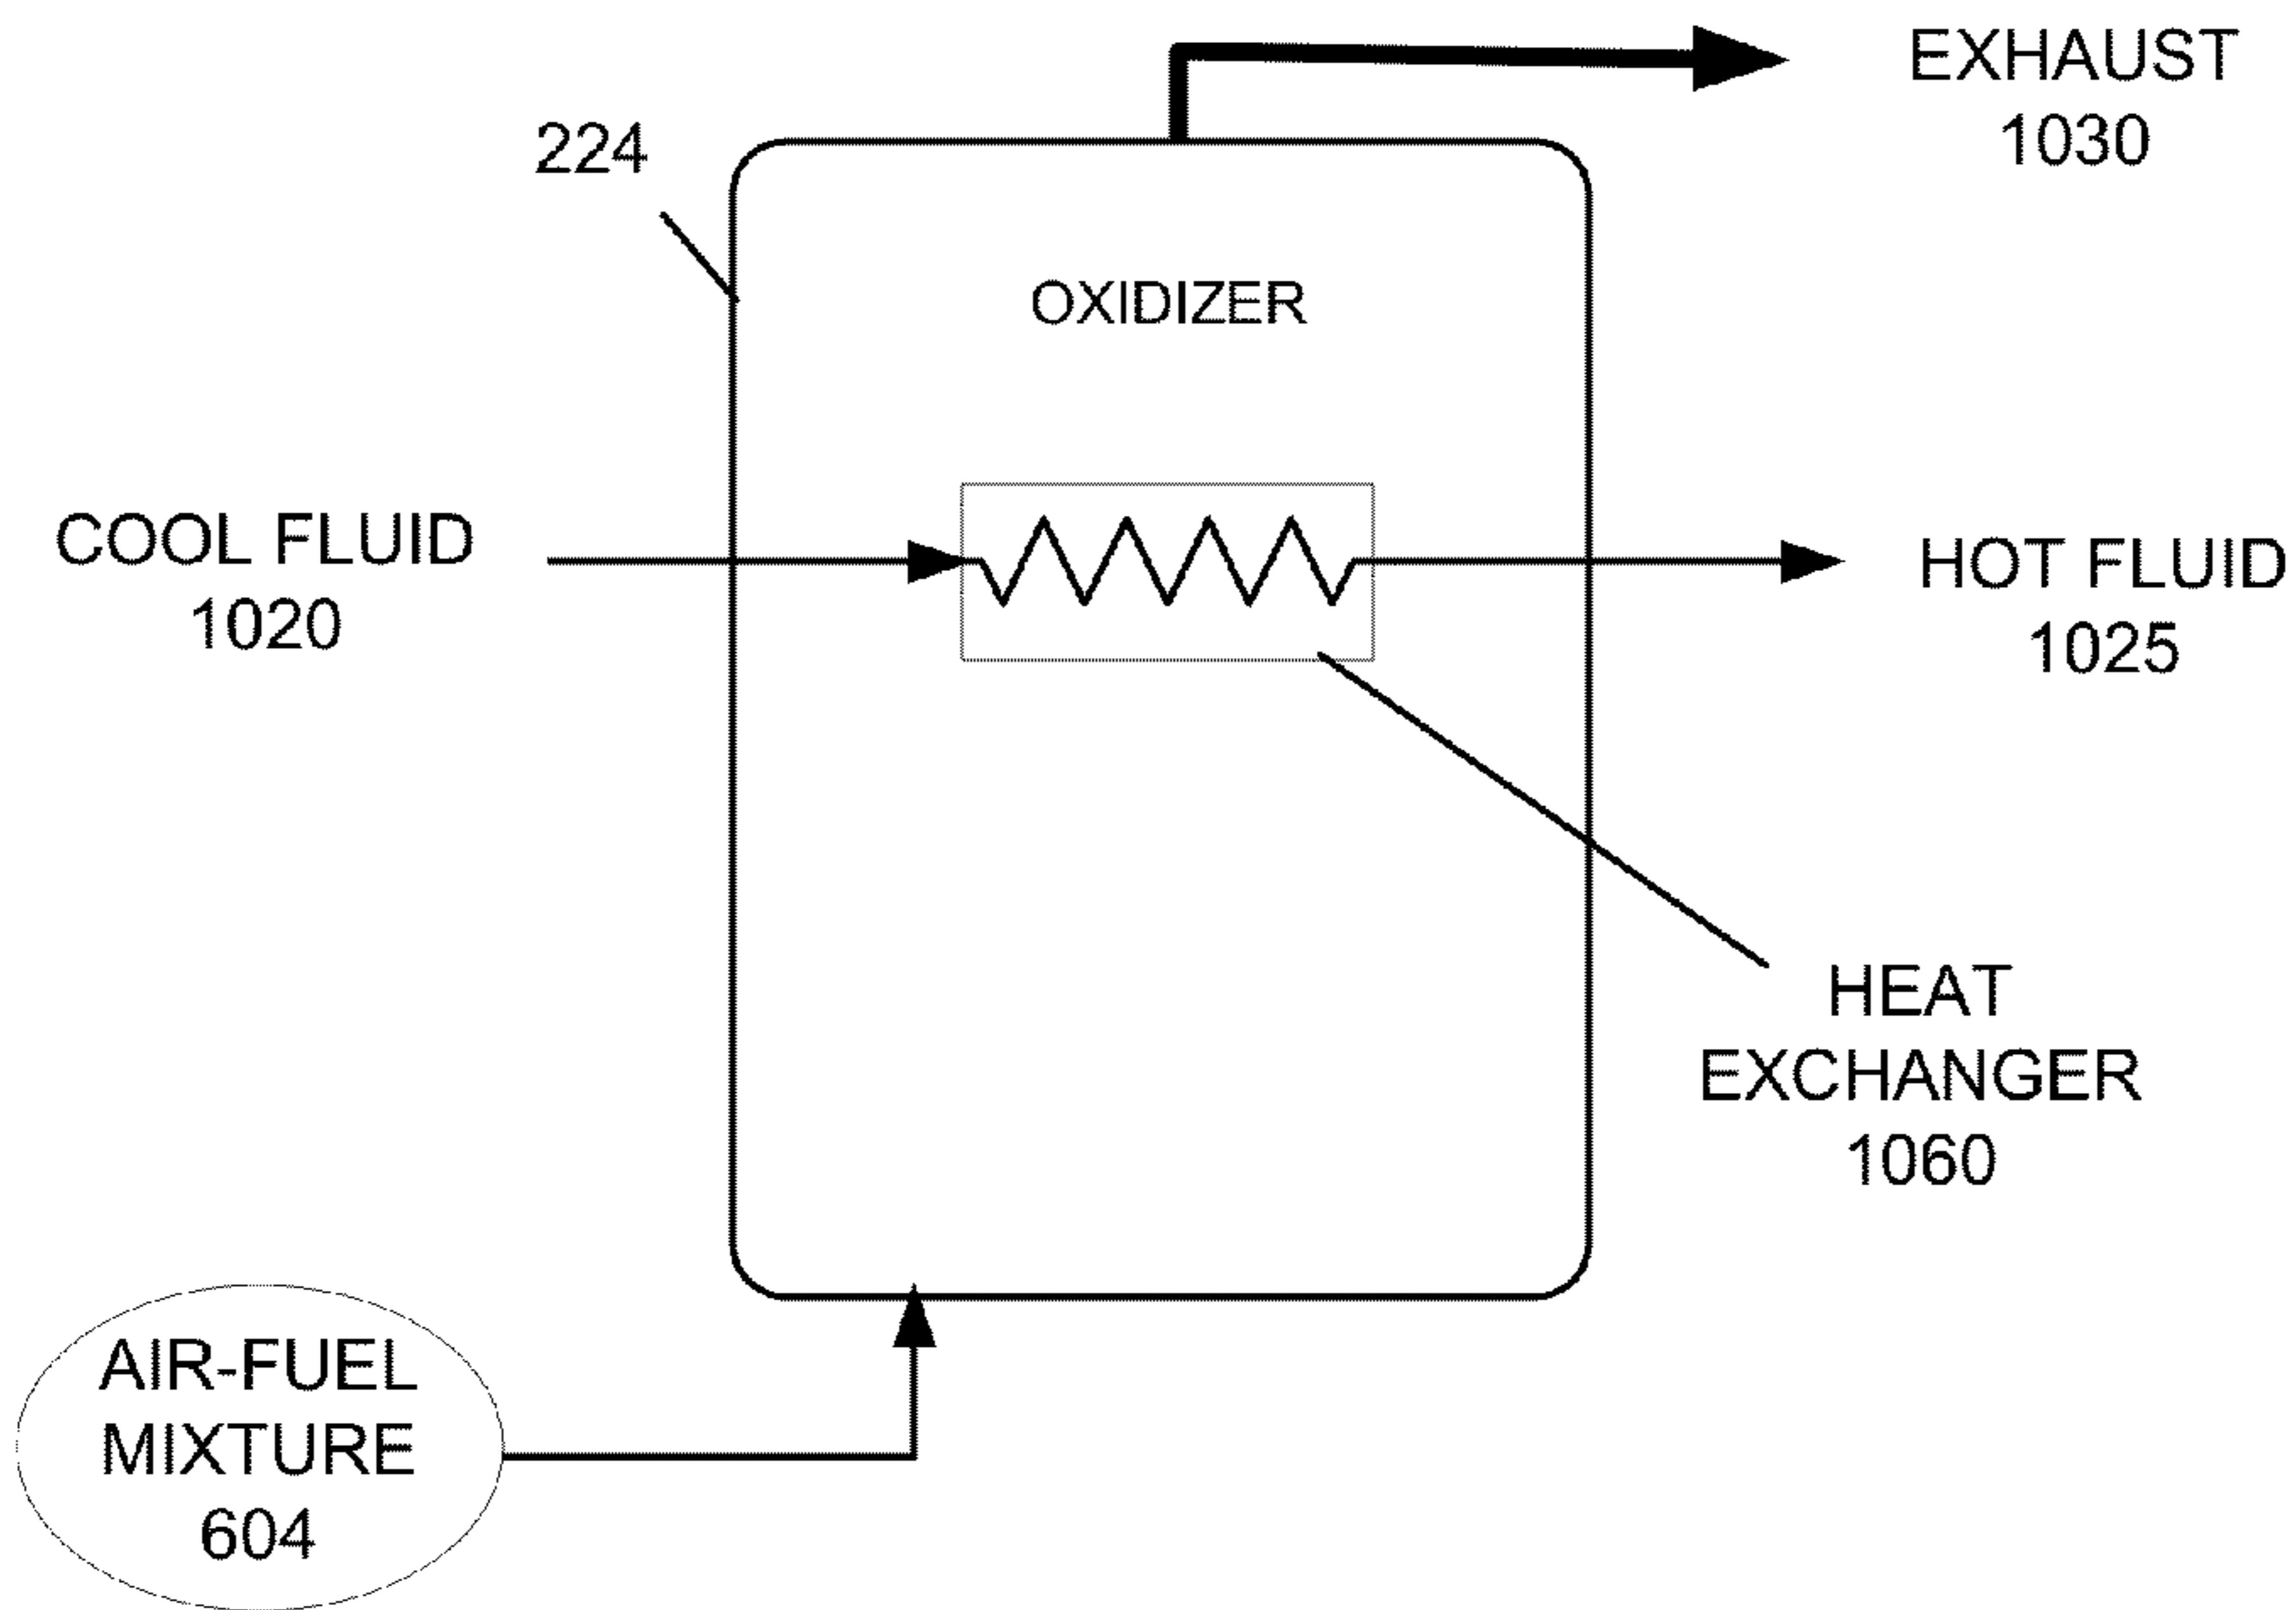 EXHAUST
1030
224
OXIDIZER
COOL FLUID
1020
HOT FLUID
1025
HEAT
EXCHANGER
1060
AIR-FUEL
MIXTURE
604